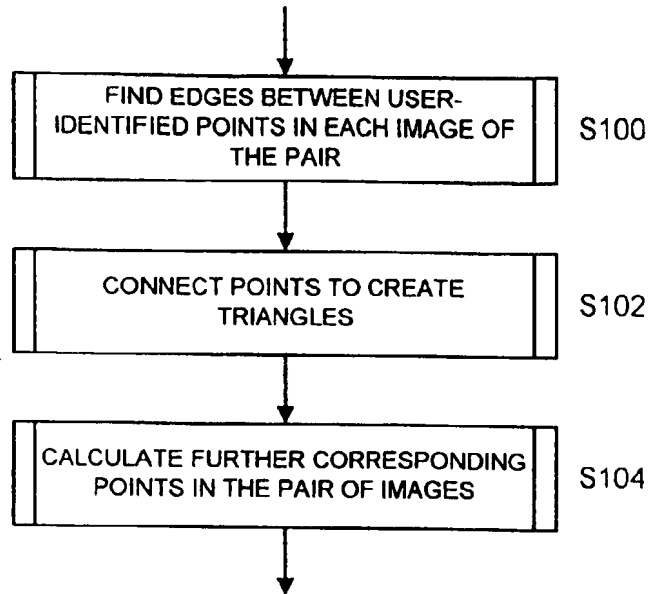 FIND EDGES BETWEEN USER-
IDENTIFIED POINTS IN EACH IMAGE OF
THE PAIR
S100
CONNECT POINTS TO CREATE
TRIANGLES
S102
CALCULATE FURTHER CORRESPONDING
POINTS IN THE PAIR OF IMAGES
S104